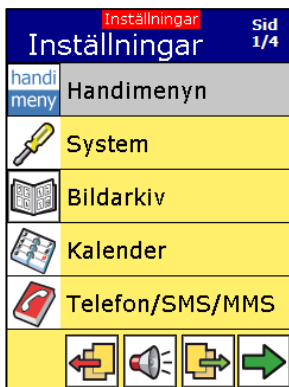 Inställningar
Sid
Inställningar
1/4
handi
meny
Handimenyn
System
Bildarkiv
Kalender
Telefon/SMS/MMS